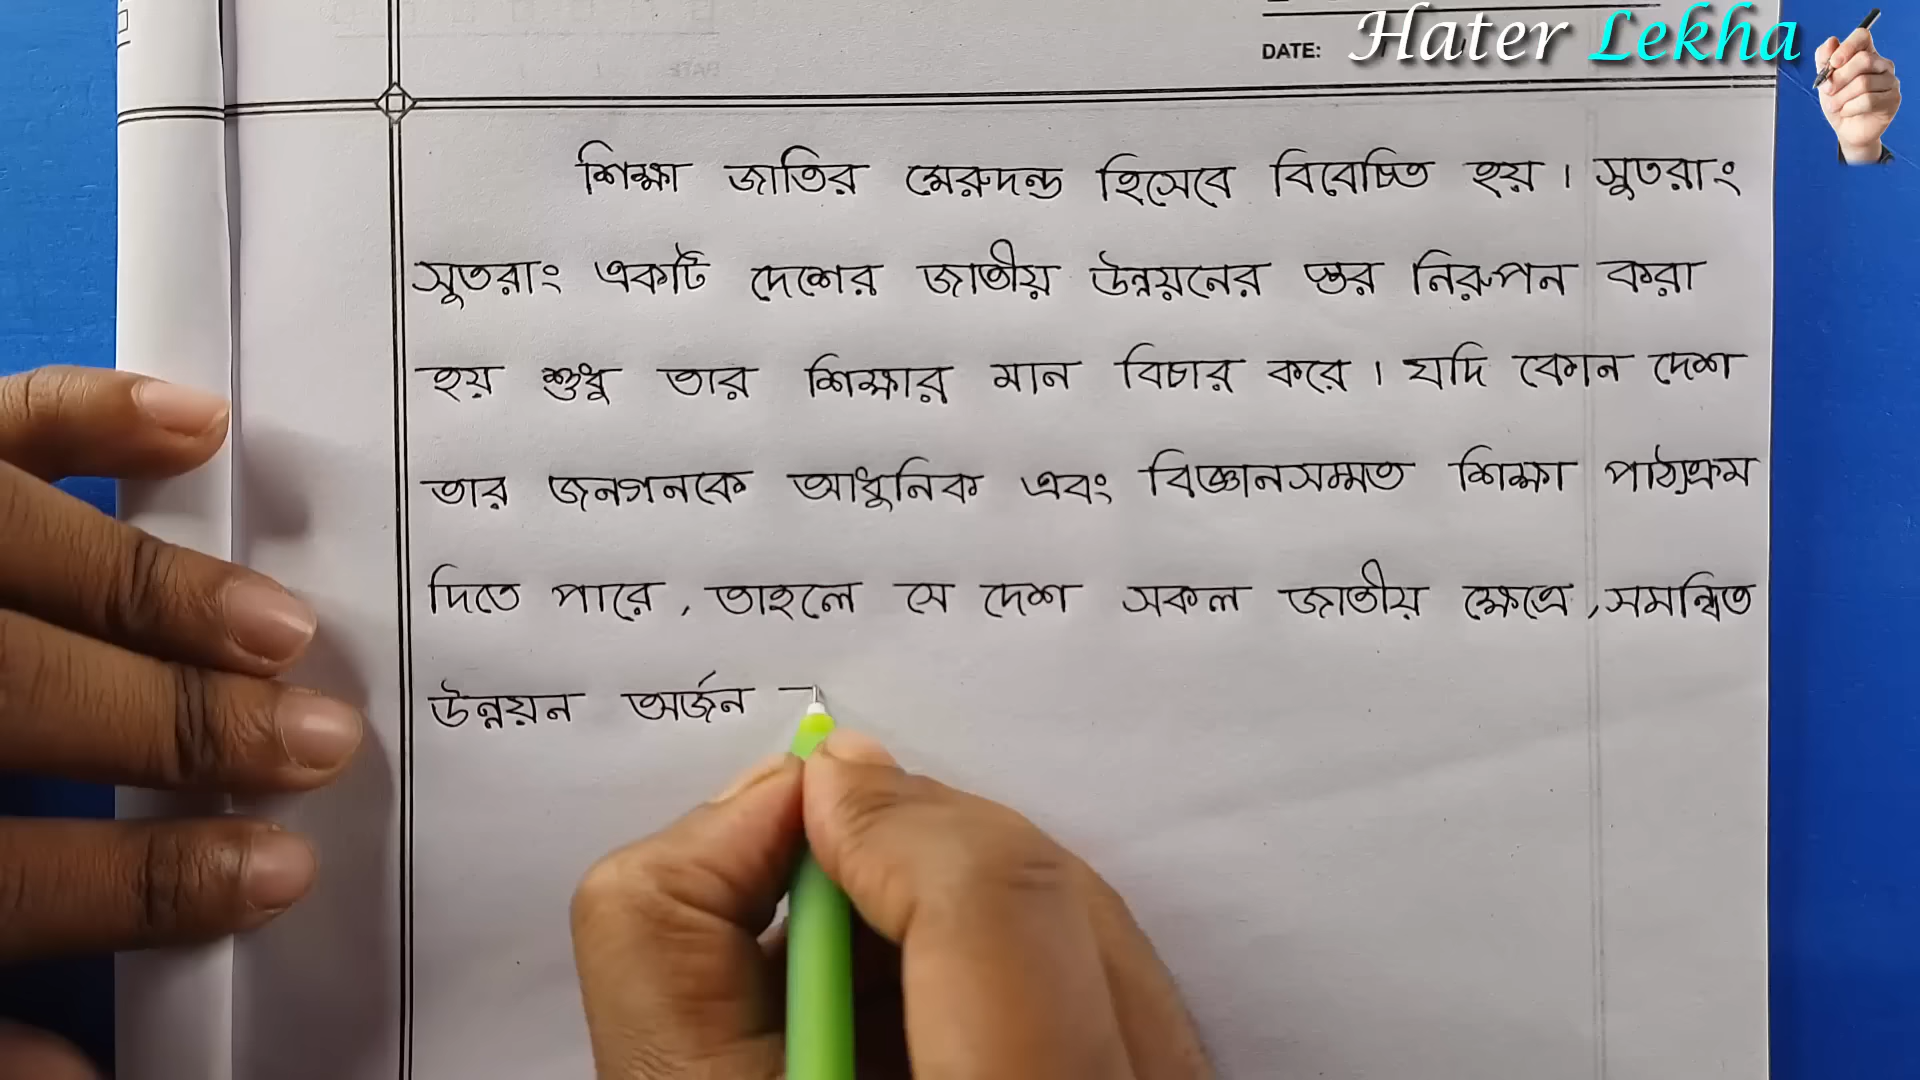 DATE:
Hater Lekha
শিক্ষা জাতির মেরুদন্ড হিসেবে বিবেচিত হয়। সুতরাং
সুতরাং একটি দেশের জাতীয় উন্নয়নের স্তর নিরুপন করা
হয় শুধু তার শিক্ষার মান বিচার করে। যদি কোন দেশ
তার জনগনকে আধুনিক এবং বিজ্ঞানসম্মত শিক্ষা পাঠ্যক্রম
দিতে পারে, তাহলে সে দেশ সকল জাতীয় ক্ষেত্রে, সমন্বিত
উন্নয়ন অর্জন